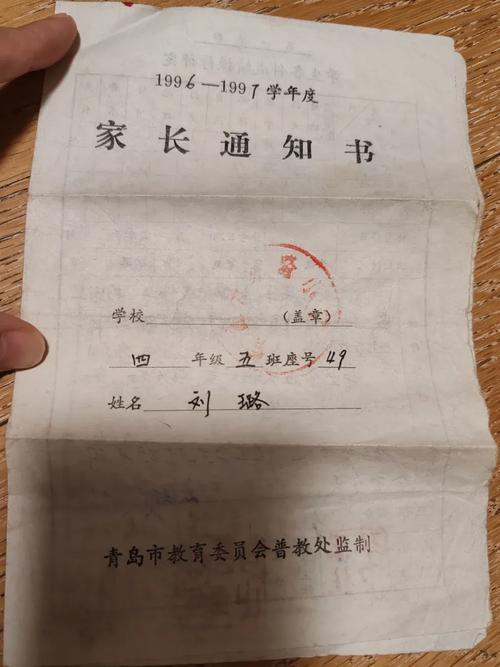 1996—1997学年度
家长通知书
学校（盖章）
四年级五班座号49
姓名刘璐
青岛市教育委员会普教处监制